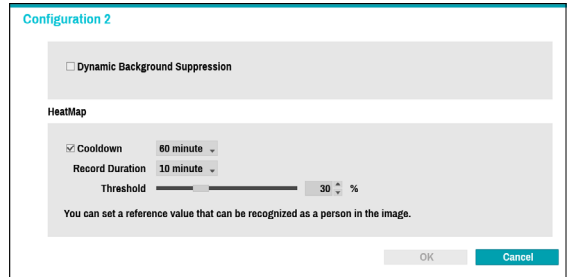 Configuration 2
Dynamic Background Suppression
HeatMap
Cooldown 60 minute
Record Duration 10 minute
Threshold 30 %
You can set a reference value that can be recognized as a person in the image.
OK Cancel